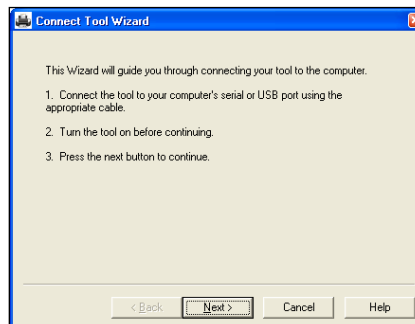 Connect Tool Wizard
This Wizard will guide you through connecting your tool to the computer.
1. Connect the tool to your computer's serial or USB port using the
appropriate cable.
2. Turn the tool on before continuing.
3. Press the next button to continue.
< Back Next > Cancel Help